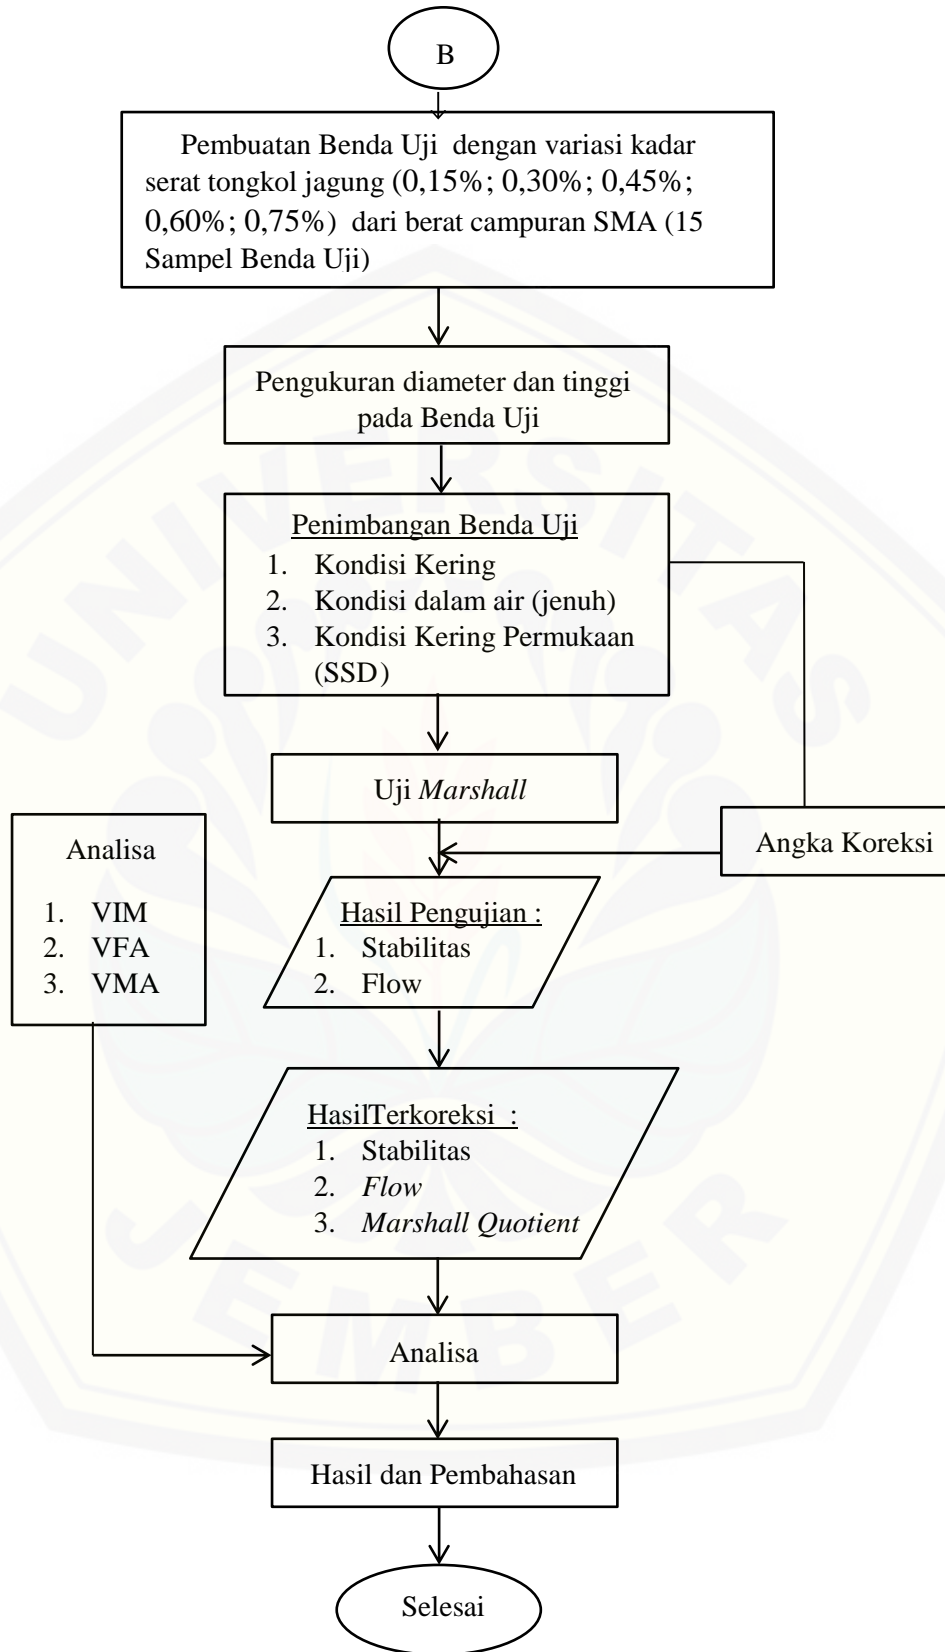 B
Pembuatan Benda Uji dengan variasi kadar
serat tongkol jagung (0,15%; 0,30%; 0,45%;
0,60%; 0,75%) dari berat campuran SMA (15
Sampel Benda Uji)
Pengukuran diameter dan tinggi
pada Benda Uji
Penimbangan Benda Uji
1. Kondisi Kering
2. Kondisi dalam air (jenuh)
3. Kondisi Kering Permukaan
(SSD)
Uji Marshall
Angka Koreksi
Analisa
1. VIM
2. VFA
3. VMA
Hasil Pengujian :
1. Stabilitas
2. Flow
HasilTerkoreksi :
1. Stabilitas
2. Flow
3. Marshall Quotient
Analisa
Hasil dan Pembahasan
Selesai
UNIVERSITAS
JEMBER